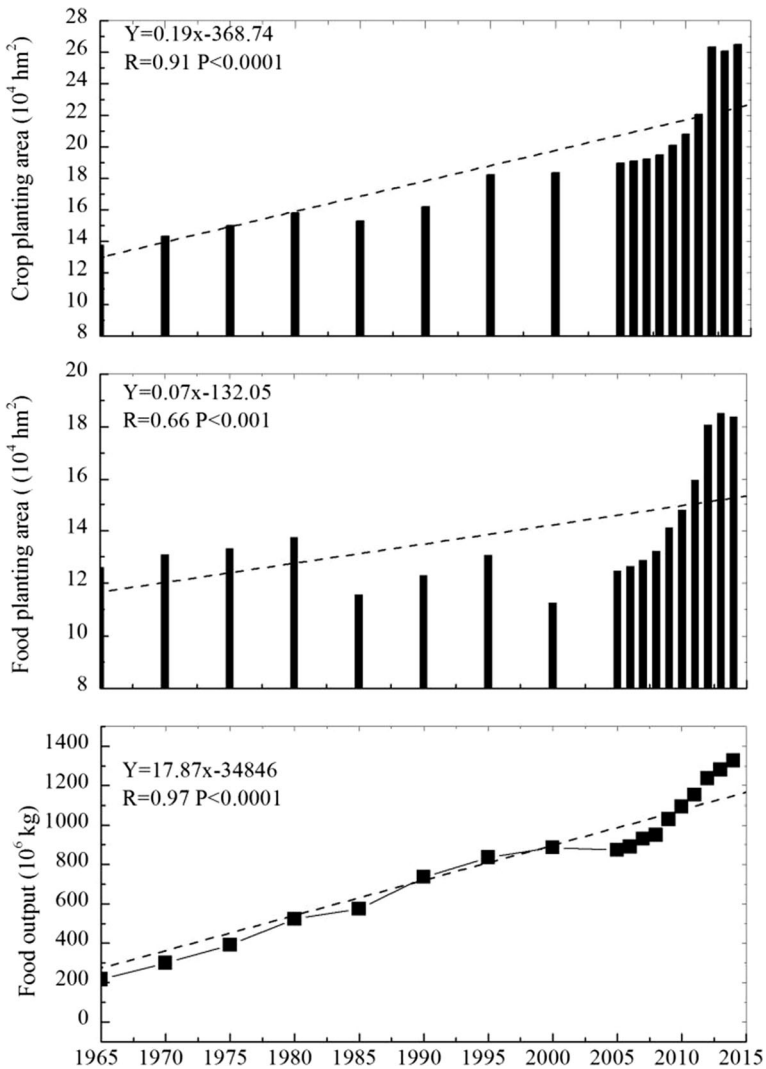 Crop planting area (10⁴ hm²)
28
26
24
22
20
18
16
14
12
10
8
Y=0.19x-368.74
R=0.91 P<0.0001
Food planting area ( (10⁴ hm²)
20
18
16
14
12
10
8
Y=0.07x-132.05
R=0.66 P<0.001
Food output (10⁶ kg)
1400
1200
1000
800
600
400
200
0
Y=17.87x-34846
R=0.97 P<0.0001
1965 1970 1975 1980 1985 1990 1995 2000 2005 2010 2015